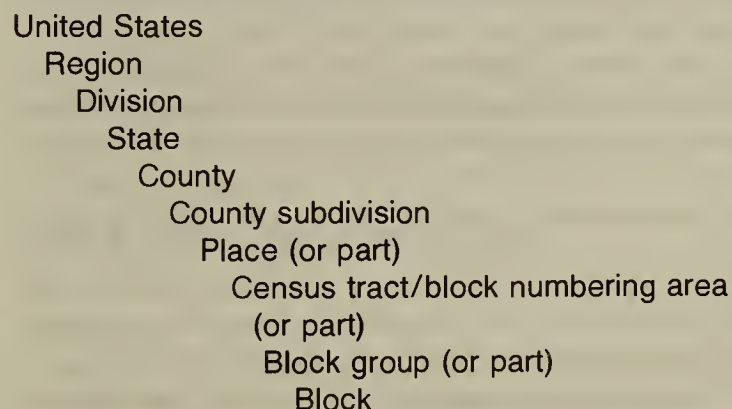 United States
Region
Division
State
County
County subdivision
Place (or part)
Census tract/block numbering area
(or part)
Block group (or part)
Block